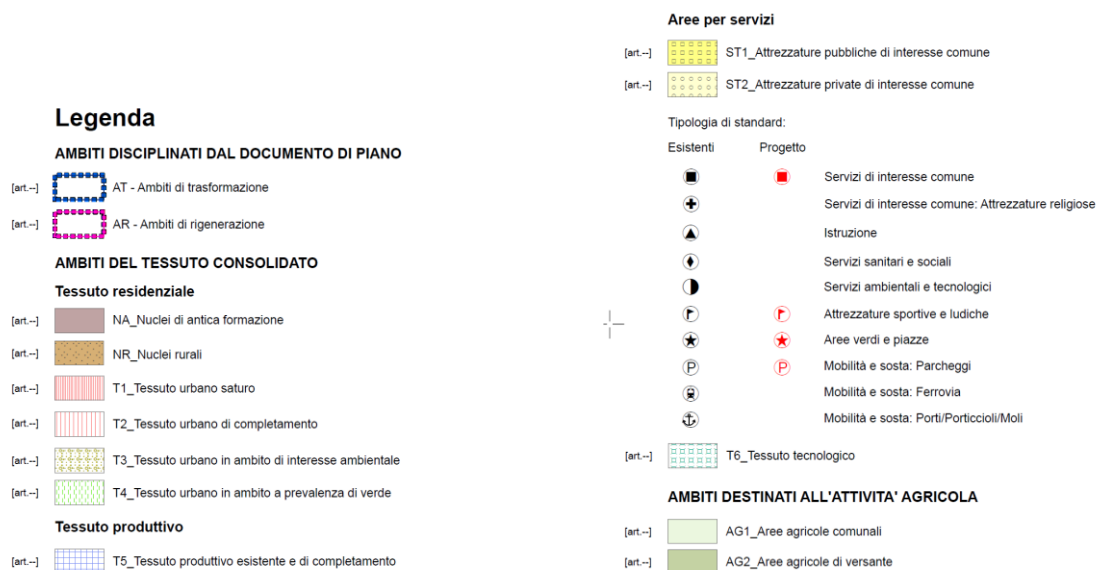 Legenda
AMBITI DISCIPLINATI DAL DOCUMENTO DI PIANO
[art.--] AT - Ambiti di trasformazione
[art.--] AR - Ambiti di rigenerazione
AMBITI DEL TESSUTO CONSOLIDATO
Tessuto residenziale
[art.--] NA_Nuclei di antica formazione
[art.--] NR_Nuclei rurali
[art.--] T1_Tessuto urbano saturo
[art.--] T2_Tessuto urbano di completamento
[art.--] T3_Tessuto urbano in ambito di interesse ambientale
[art.--] T4_Tessuto urbano in ambito a prevalenza di verde
Tessuto produttivo
[art.--] T5_Tessuto produttivo esistente e di completamento
Aree per servizi
[art.--] ST1_Attrezzature pubbliche di interesse comune
[art.--] ST2_Attrezzature private di interesse comune
Tipologia di standard:
Esistenti Progetto
Servizi di interesse comune
Servizi di interesse comune: Attrezzature religiose
Istruzione
Servizi sanitari e sociali
Servizi ambientali e tecnologici
Attrezzature sportive e ludiche
Aree verdi e piazze
P P Mobilità e sosta: Parcheggi
Mobilità e sosta: Ferrovia
Mobilità e sosta: Porti/Porticcioli/Moli
[art.--] T6_Tessuto tecnologico
AMBITI DESTINATI ALL'ATTIVITA' AGRICOLA
[art.--] AG1_Aree agricole comunali
[art.--] AG2_Aree agricole di versante